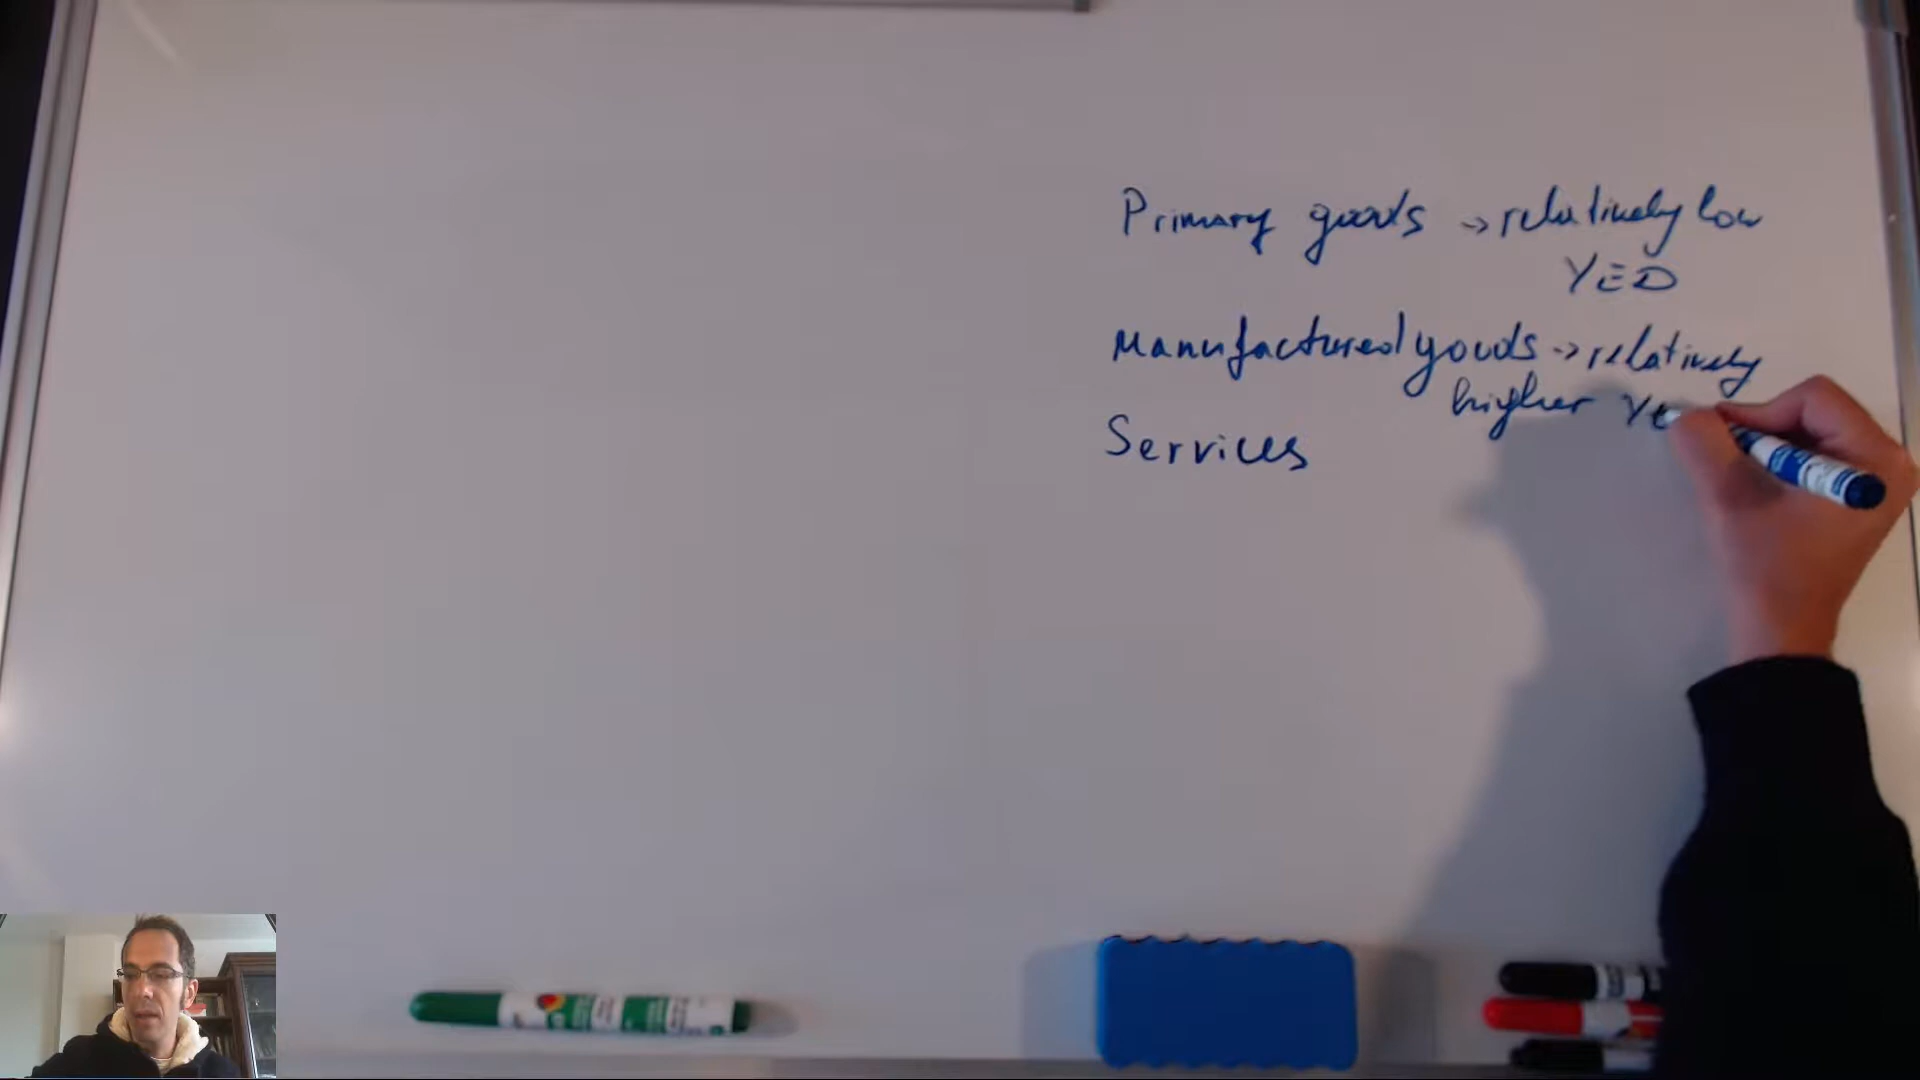 Primary goods → relatively low
YED
Manufactured goods → relatively
higher YE
Services